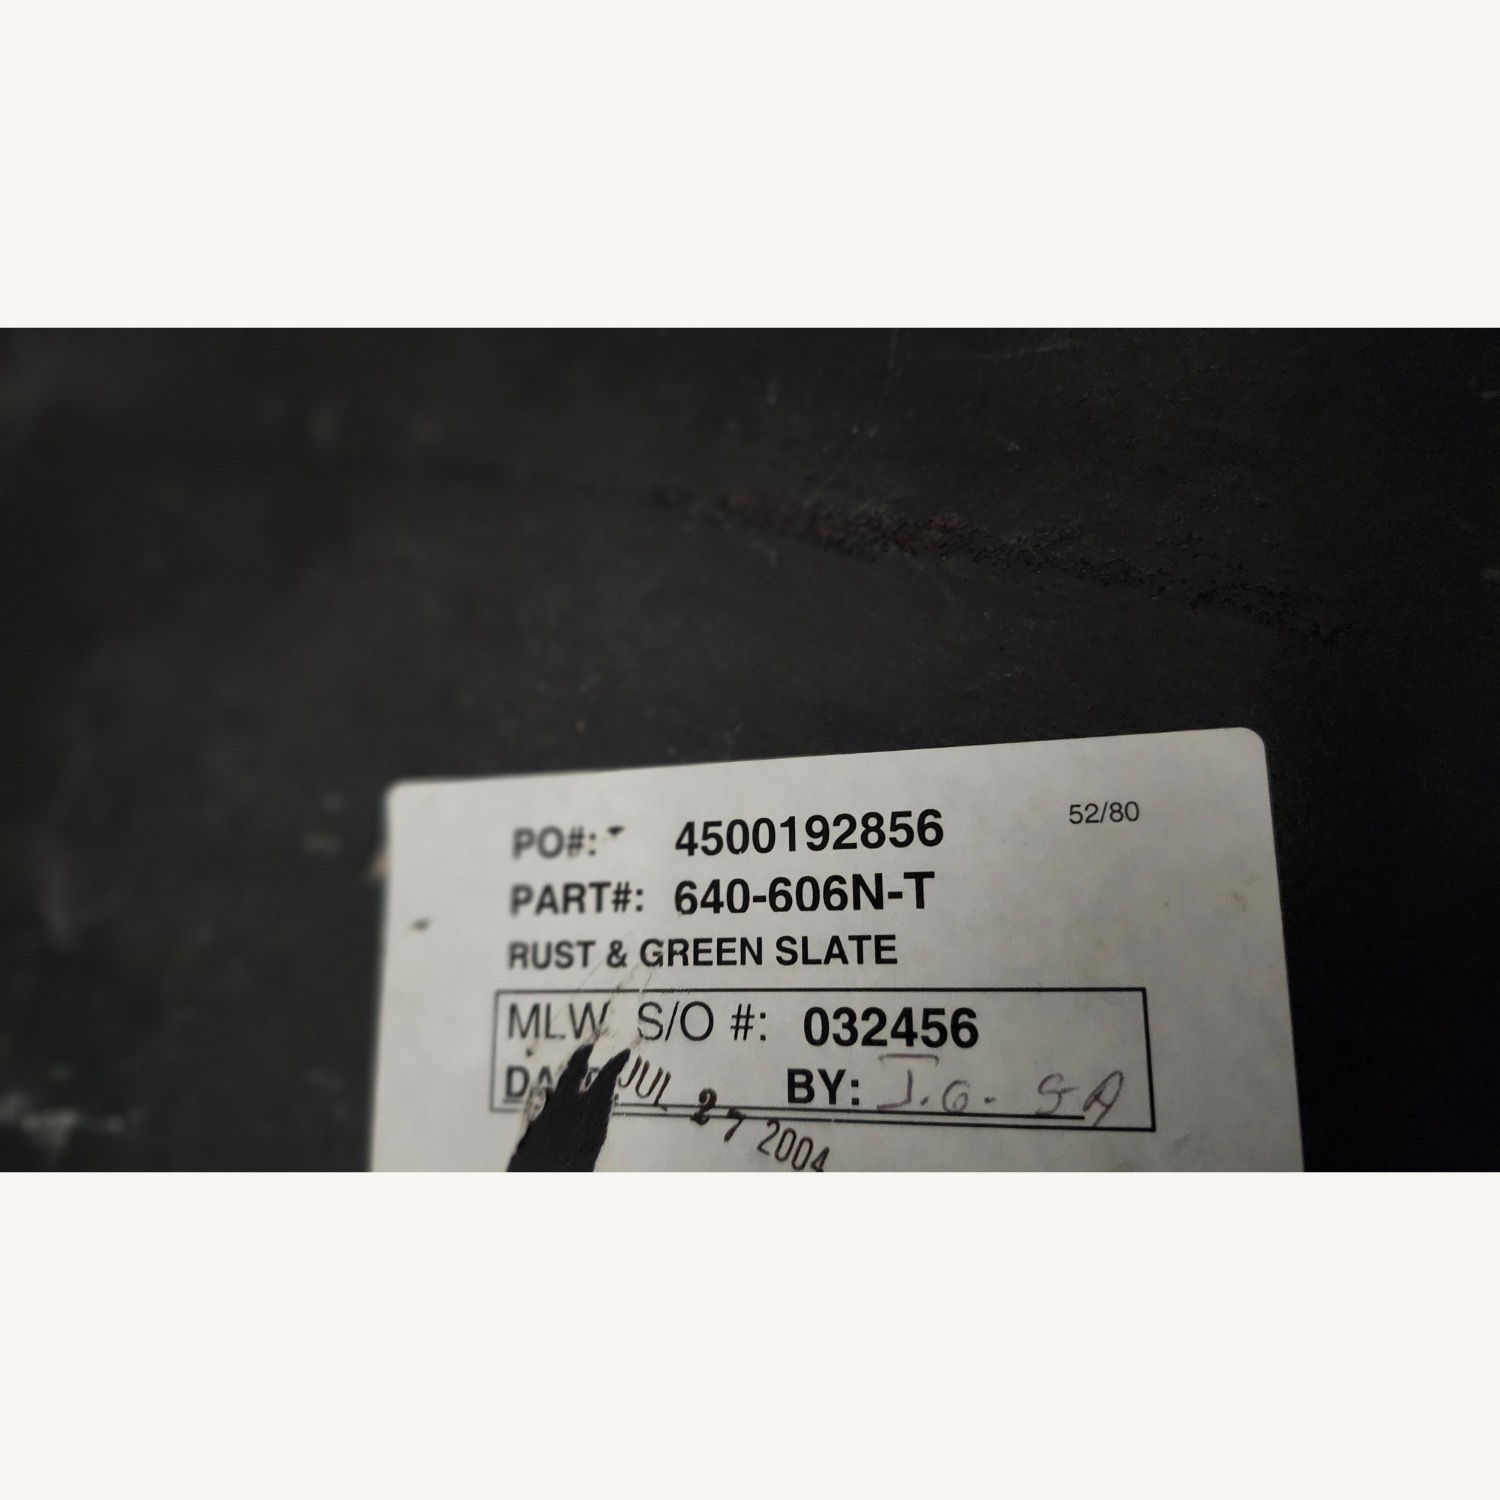 PO#: 4500192856 52/80
PART#: 640-606N-T
RUST & GREEN SLATE
MLW S/O #: 032456
JUL 27 2004 BY: J.G. SA